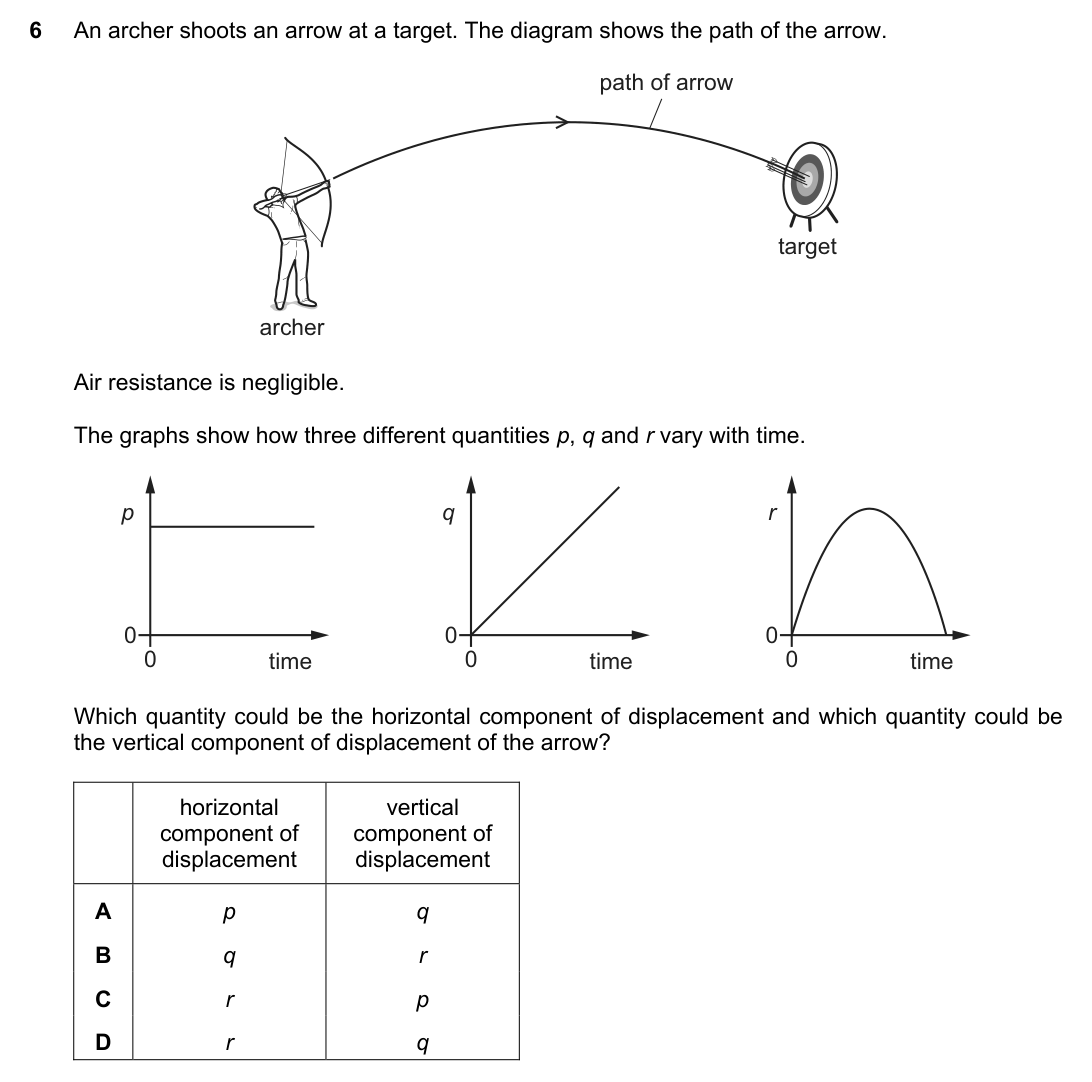 6 An archer shoots an arrow at a target. The diagram shows the path of the arrow.
path of arrow
target
archer
Air resistance is negligible.
The graphs show how three different quantities p, q and r vary with time.
p q r
0 0 0
0 time 0 time 0 time
Which quantity could be the horizontal component of displacement and which quantity could be
the vertical component of displacement of the arrow?
horizontal vertical
component of component of
displacement displacement
A p q
B q r
C r p
D r q